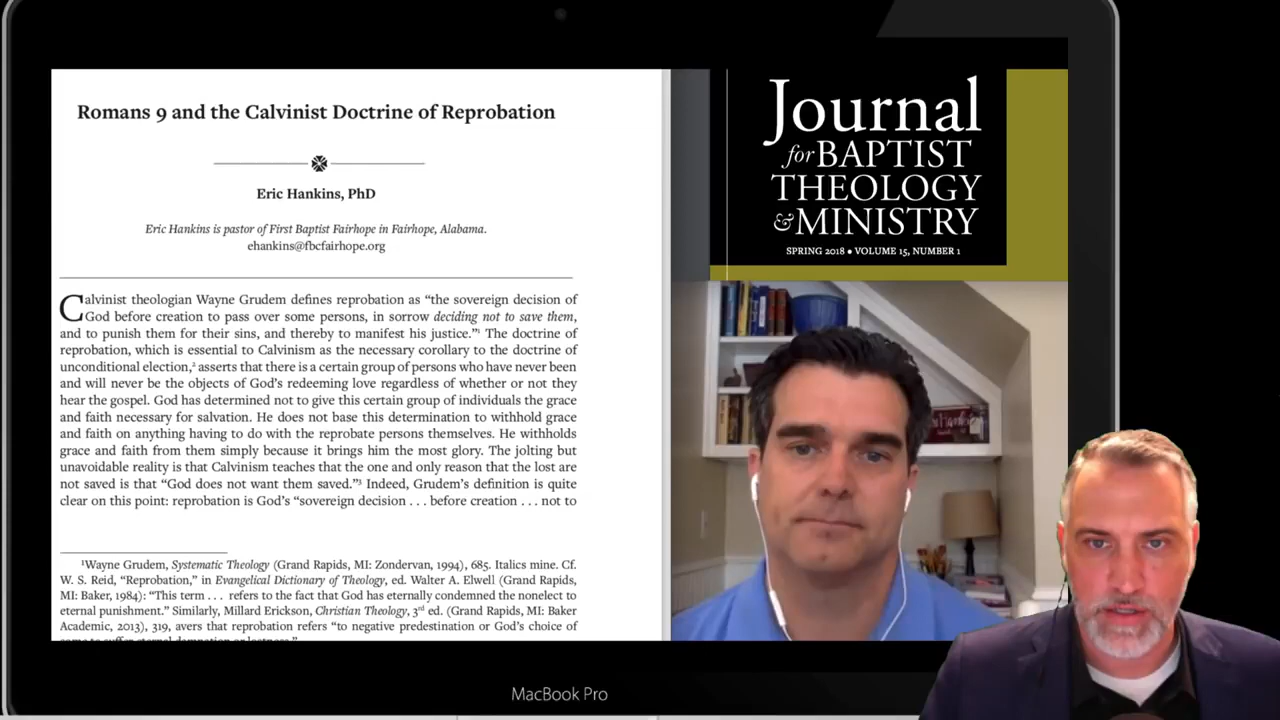 Romans 9 and the Calvinist Doctrine of Reprobation
Eric Hankins, PhD
Eric Hankins is pastor of First Baptist Fairhope in Fairhope, Alabama.
ehankins@fbcfairhope.org
Calvinist theologian Wayne Grudem defines reprobation as “the sovereign decision of
God before creation to pass over some persons, in sorrow deciding not to save them,
and to punish them for their sins, and thereby to manifest his justice.”¹ The doctrine of
reprobation, which is essential to Calvinism as the necessary corollary to the doctrine of
unconditional election,² asserts that there is a certain group of persons who have never been
and will never be the objects of God’s redeeming love regardless of whether or not they
hear the gospel. God has determined not to give this certain group of individuals the grace
and faith necessary for salvation. He does not base this determination to withhold grace
and faith on anything having to do with the reprobate persons themselves. He withholds
grace and faith from them simply because it brings him the most glory. The jolting but
unavoidable reality is that Calvinism teaches that the one and only reason that the lost are
not saved is that “God does not want them saved.”³ Indeed, Grudem’s definition is quite
clear on this point: reprobation is God’s “sovereign decision . . . before creation . . . not to
¹Wayne Grudem, Systematic Theology (Grand Rapids, MI: Zondervan, 1994), 685. Italics mine. Cf.
W. S. Reid, “Reprobation,” in Evangelical Dictionary of Theology, ed. Walter A. Elwell (Grand Rapids,
MI: Baker, 1984): “This term . . . refers to the fact that God has eternally condemned the nonelect to
eternal punishment.” Similarly, Millard Erickson, Christian Theology, 3rd ed. (Grand Rapids, MI: Baker
Academic, 2013), 319, avers that reprobation refers “to negative predestination or God’s choice of
some to suffer eternal damnation or lostness.”
Journal
for BAPTIST
THEOLOGY
& MINISTRY
SPRING 2018 • VOLUME 15, NUMBER 1
MacBook Pro